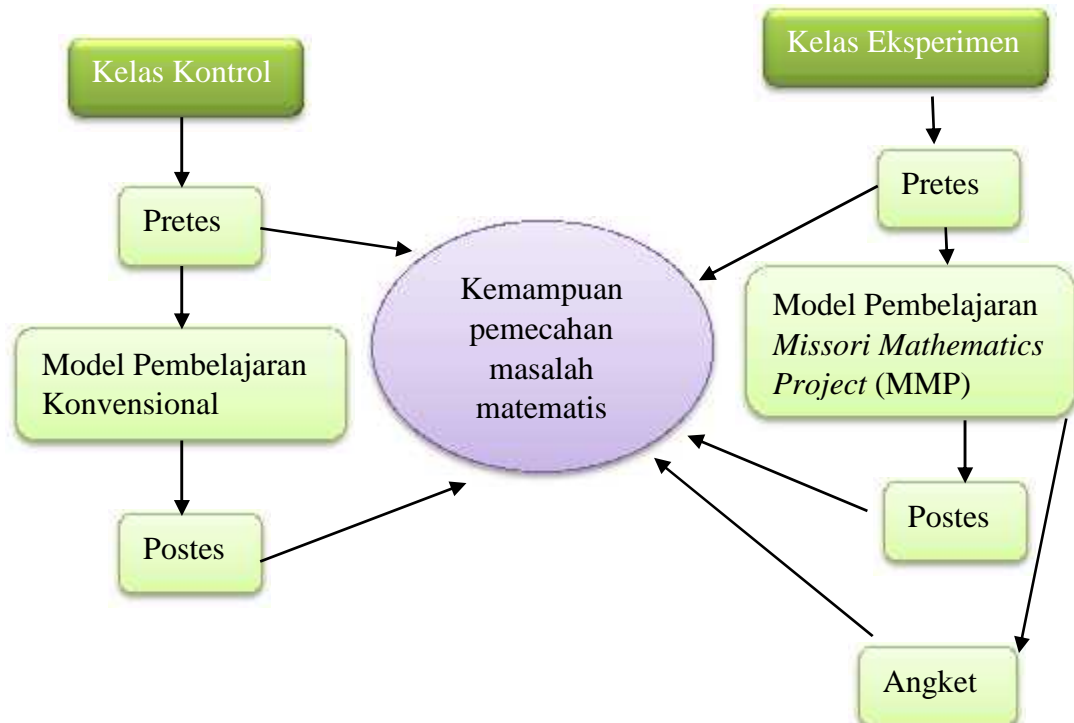 Kelas Kontrol
Pretes
Model Pembelajaran
Konvensional
Postes
Kemampuan
pemecahan
masalah
matematis
Kelas Eksperimen
Pretes
Model Pembelajaran
Missori Mathematics
Project (MMP)
Postes
Angket